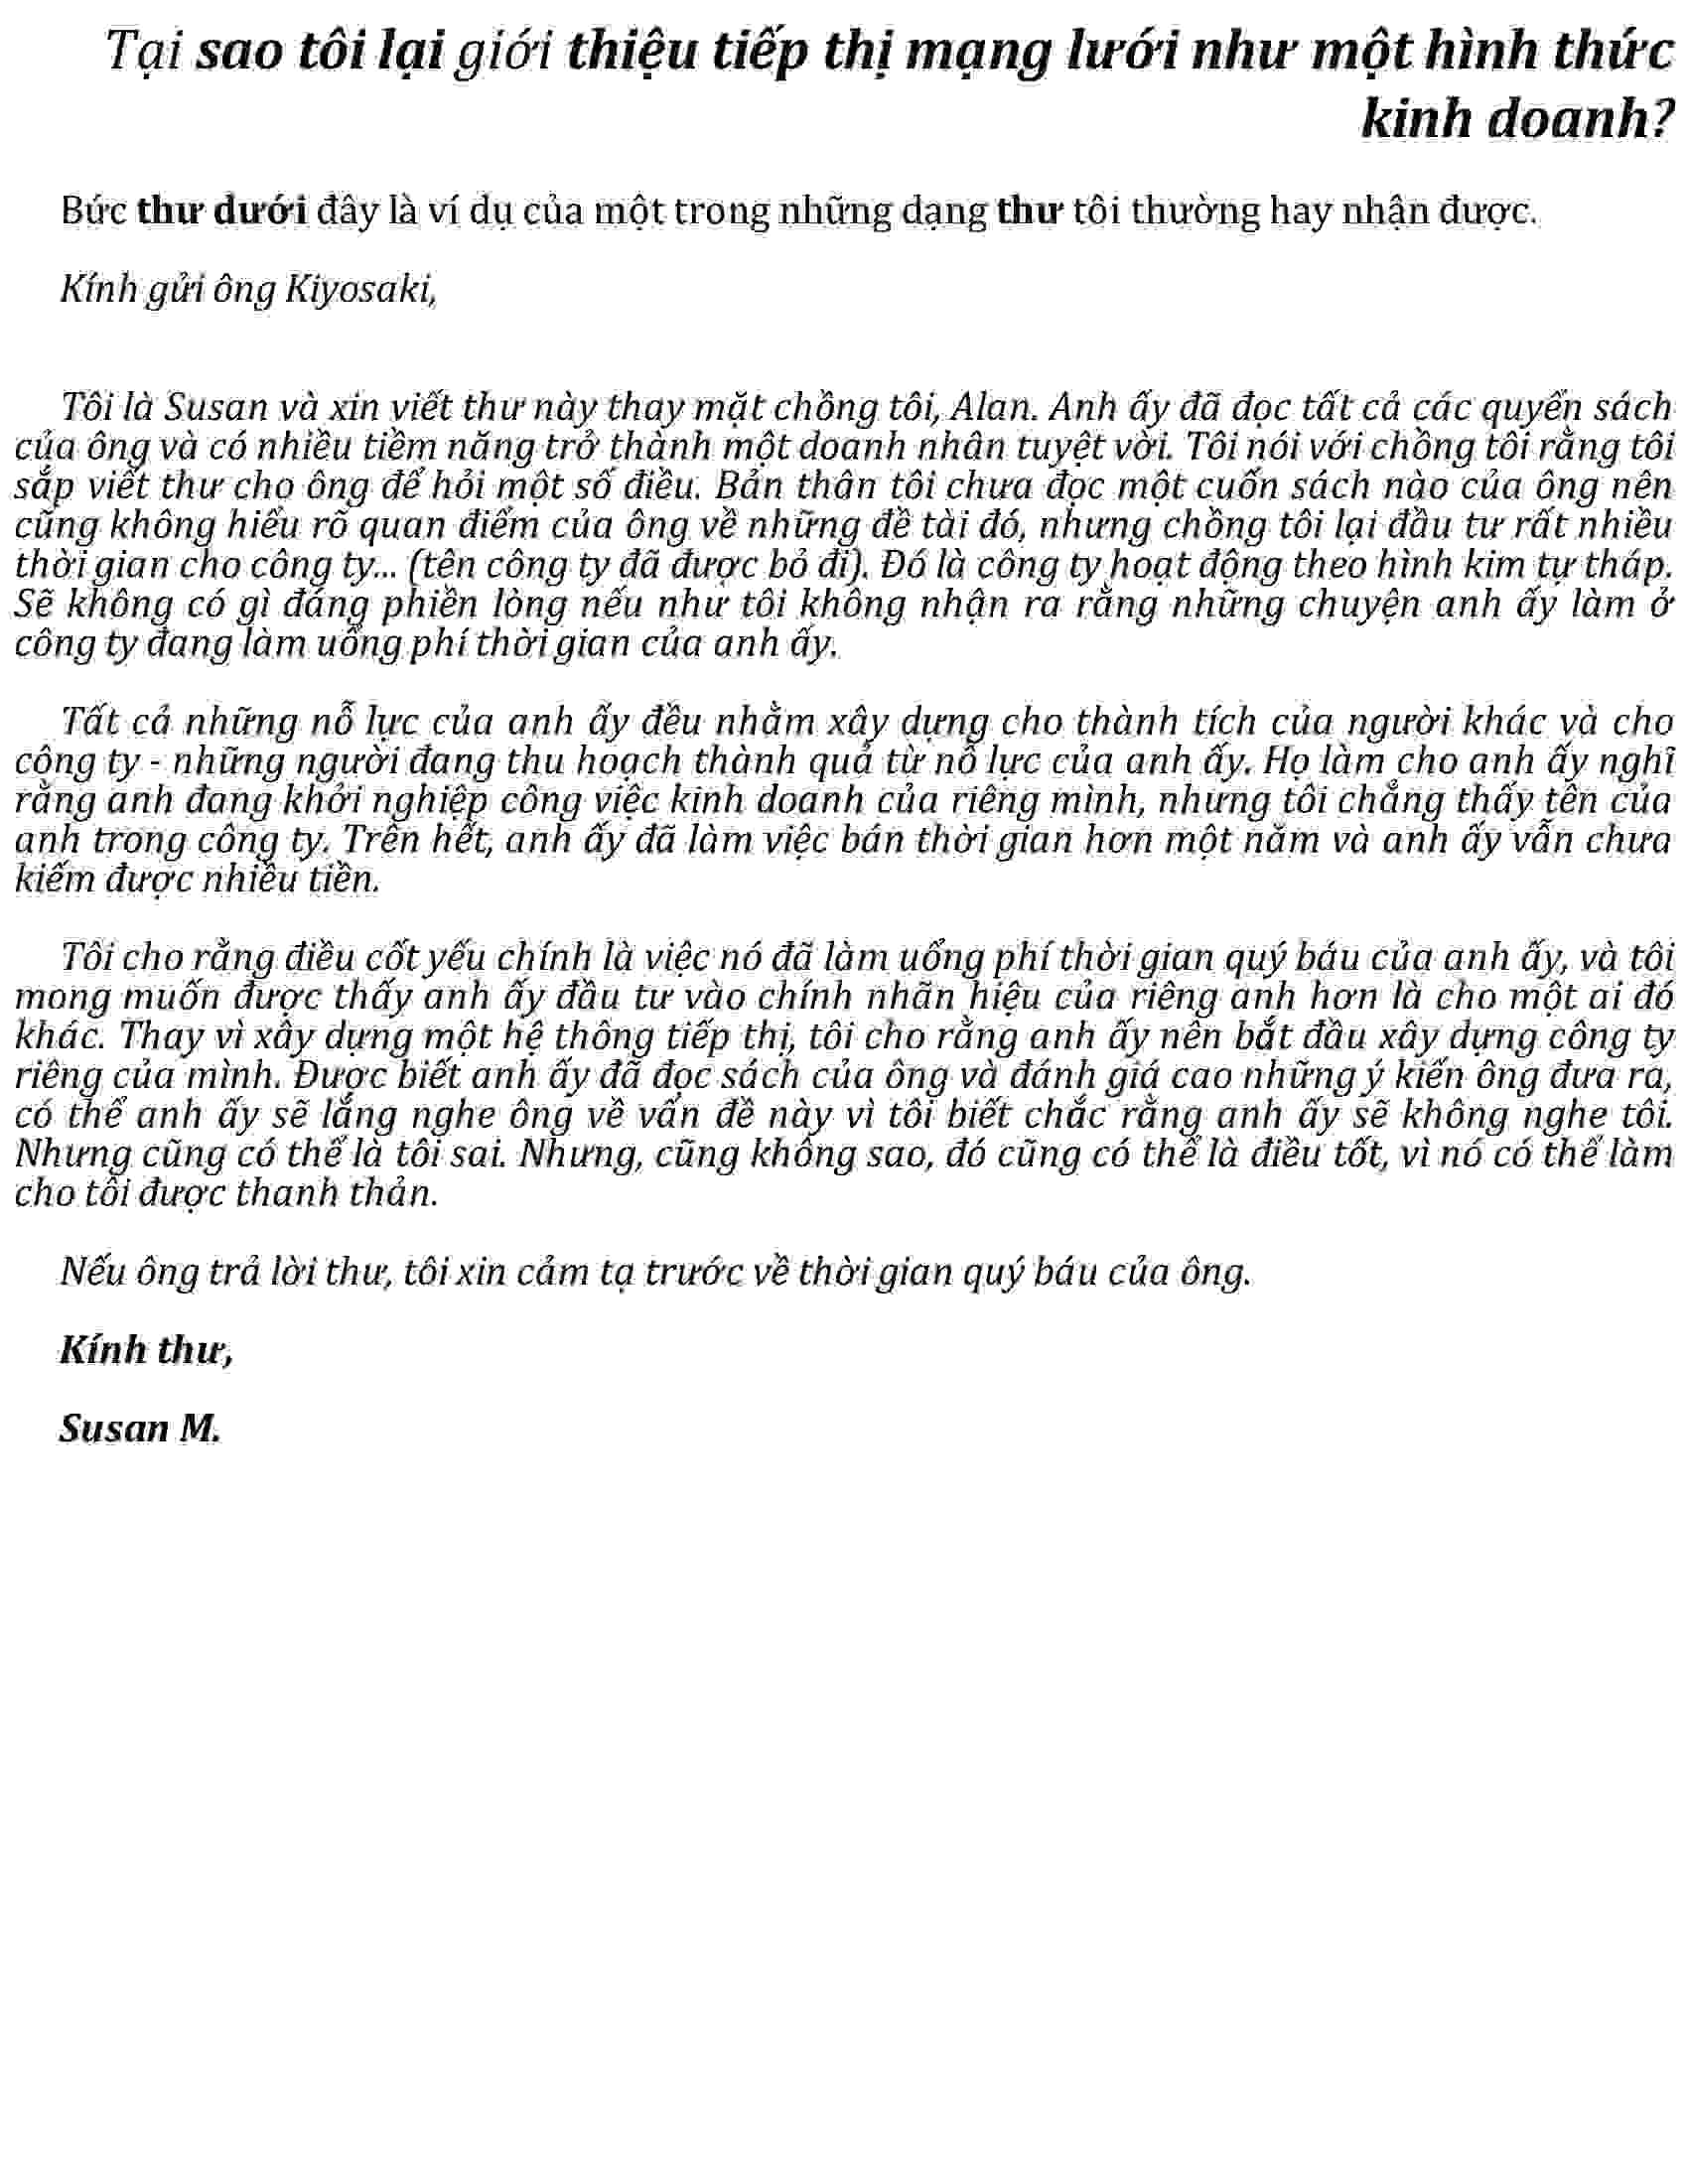 Tại sao tôi lại giới thiệu tiếp thị mạng lưới như một hình thức
kinh doanh?
Bức thư dưới đây là ví dụ của một trong những dạng thư tôi thường hay nhận được.
Kính gửi ông Kiyosaki,
Tôi là Susan và xin viết thư này thay mặt chồng tôi, Alan. Anh ấy đã đọc tất cả các quyển sách
của ông và có nhiều tiềm năng trở thành một doanh nhân tuyệt vời. Tôi nói với chồng tôi rằng tôi
sắp viết thư cho ông để hỏi một số điều. Bản thân tôi chưa đọc một cuốn sách nào của ông nên
cũng không hiểu rõ quan điểm của ông về những đề tài đó, nhưng chồng tôi lại đầu tư rất nhiều
thời gian cho công ty... (tên công ty đã được bỏ đi). Đó là công ty hoạt động theo hình kim tự tháp.
Sẽ không có gì đáng phiền lòng nếu như tôi không nhận ra rằng những chuyện anh ấy làm ở
công ty đang làm uổng phí thời gian của anh ấy.
Tất cả những nỗ lực của anh ấy đều nhằm xây dựng cho thành tích của người khác và cho
công ty - những người đang thu hoạch thành quả từ nỗ lực của anh ấy. Họ làm cho anh ấy nghĩ
rằng anh đang khởi nghiệp công việc kinh doanh của riêng mình, nhưng tôi chẳng thấy tên của
anh trong công ty. Trên hết, anh ấy đã làm việc bán thời gian hơn một năm và anh ấy vẫn chưa
kiếm được nhiều tiền.
Tôi cho rằng điều cốt yếu chính là việc nó đã làm uổng phí thời gian quý báu của anh ấy, và tôi
mong muốn được thấy anh ấy đầu tư vào chính nhãn hiệu của riêng anh hơn là cho một ai đó
khác. Thay vì xây dựng một hệ thông tiếp thị, tôi cho rằng anh ấy nên bắt đầu xây dựng công ty
riêng của mình. Được biết anh ấy đã đọc sách của ông và đánh giá cao những ý kiến ông đưa ra,
có thể anh ấy sẽ lắng nghe ông về vấn đề này vì tôi biết chắc rằng anh ấy sẽ không nghe tôi.
Nhưng cũng có thể là tôi sai. Nhưng, cũng không sao, đó cũng có thể là điều tốt, vì nó có thể làm
cho tôi được thanh thản.
Nếu ông trả lời thư, tôi xin cảm tạ trước về thời gian quý báu của ông.
Kính thư,
Susan M.